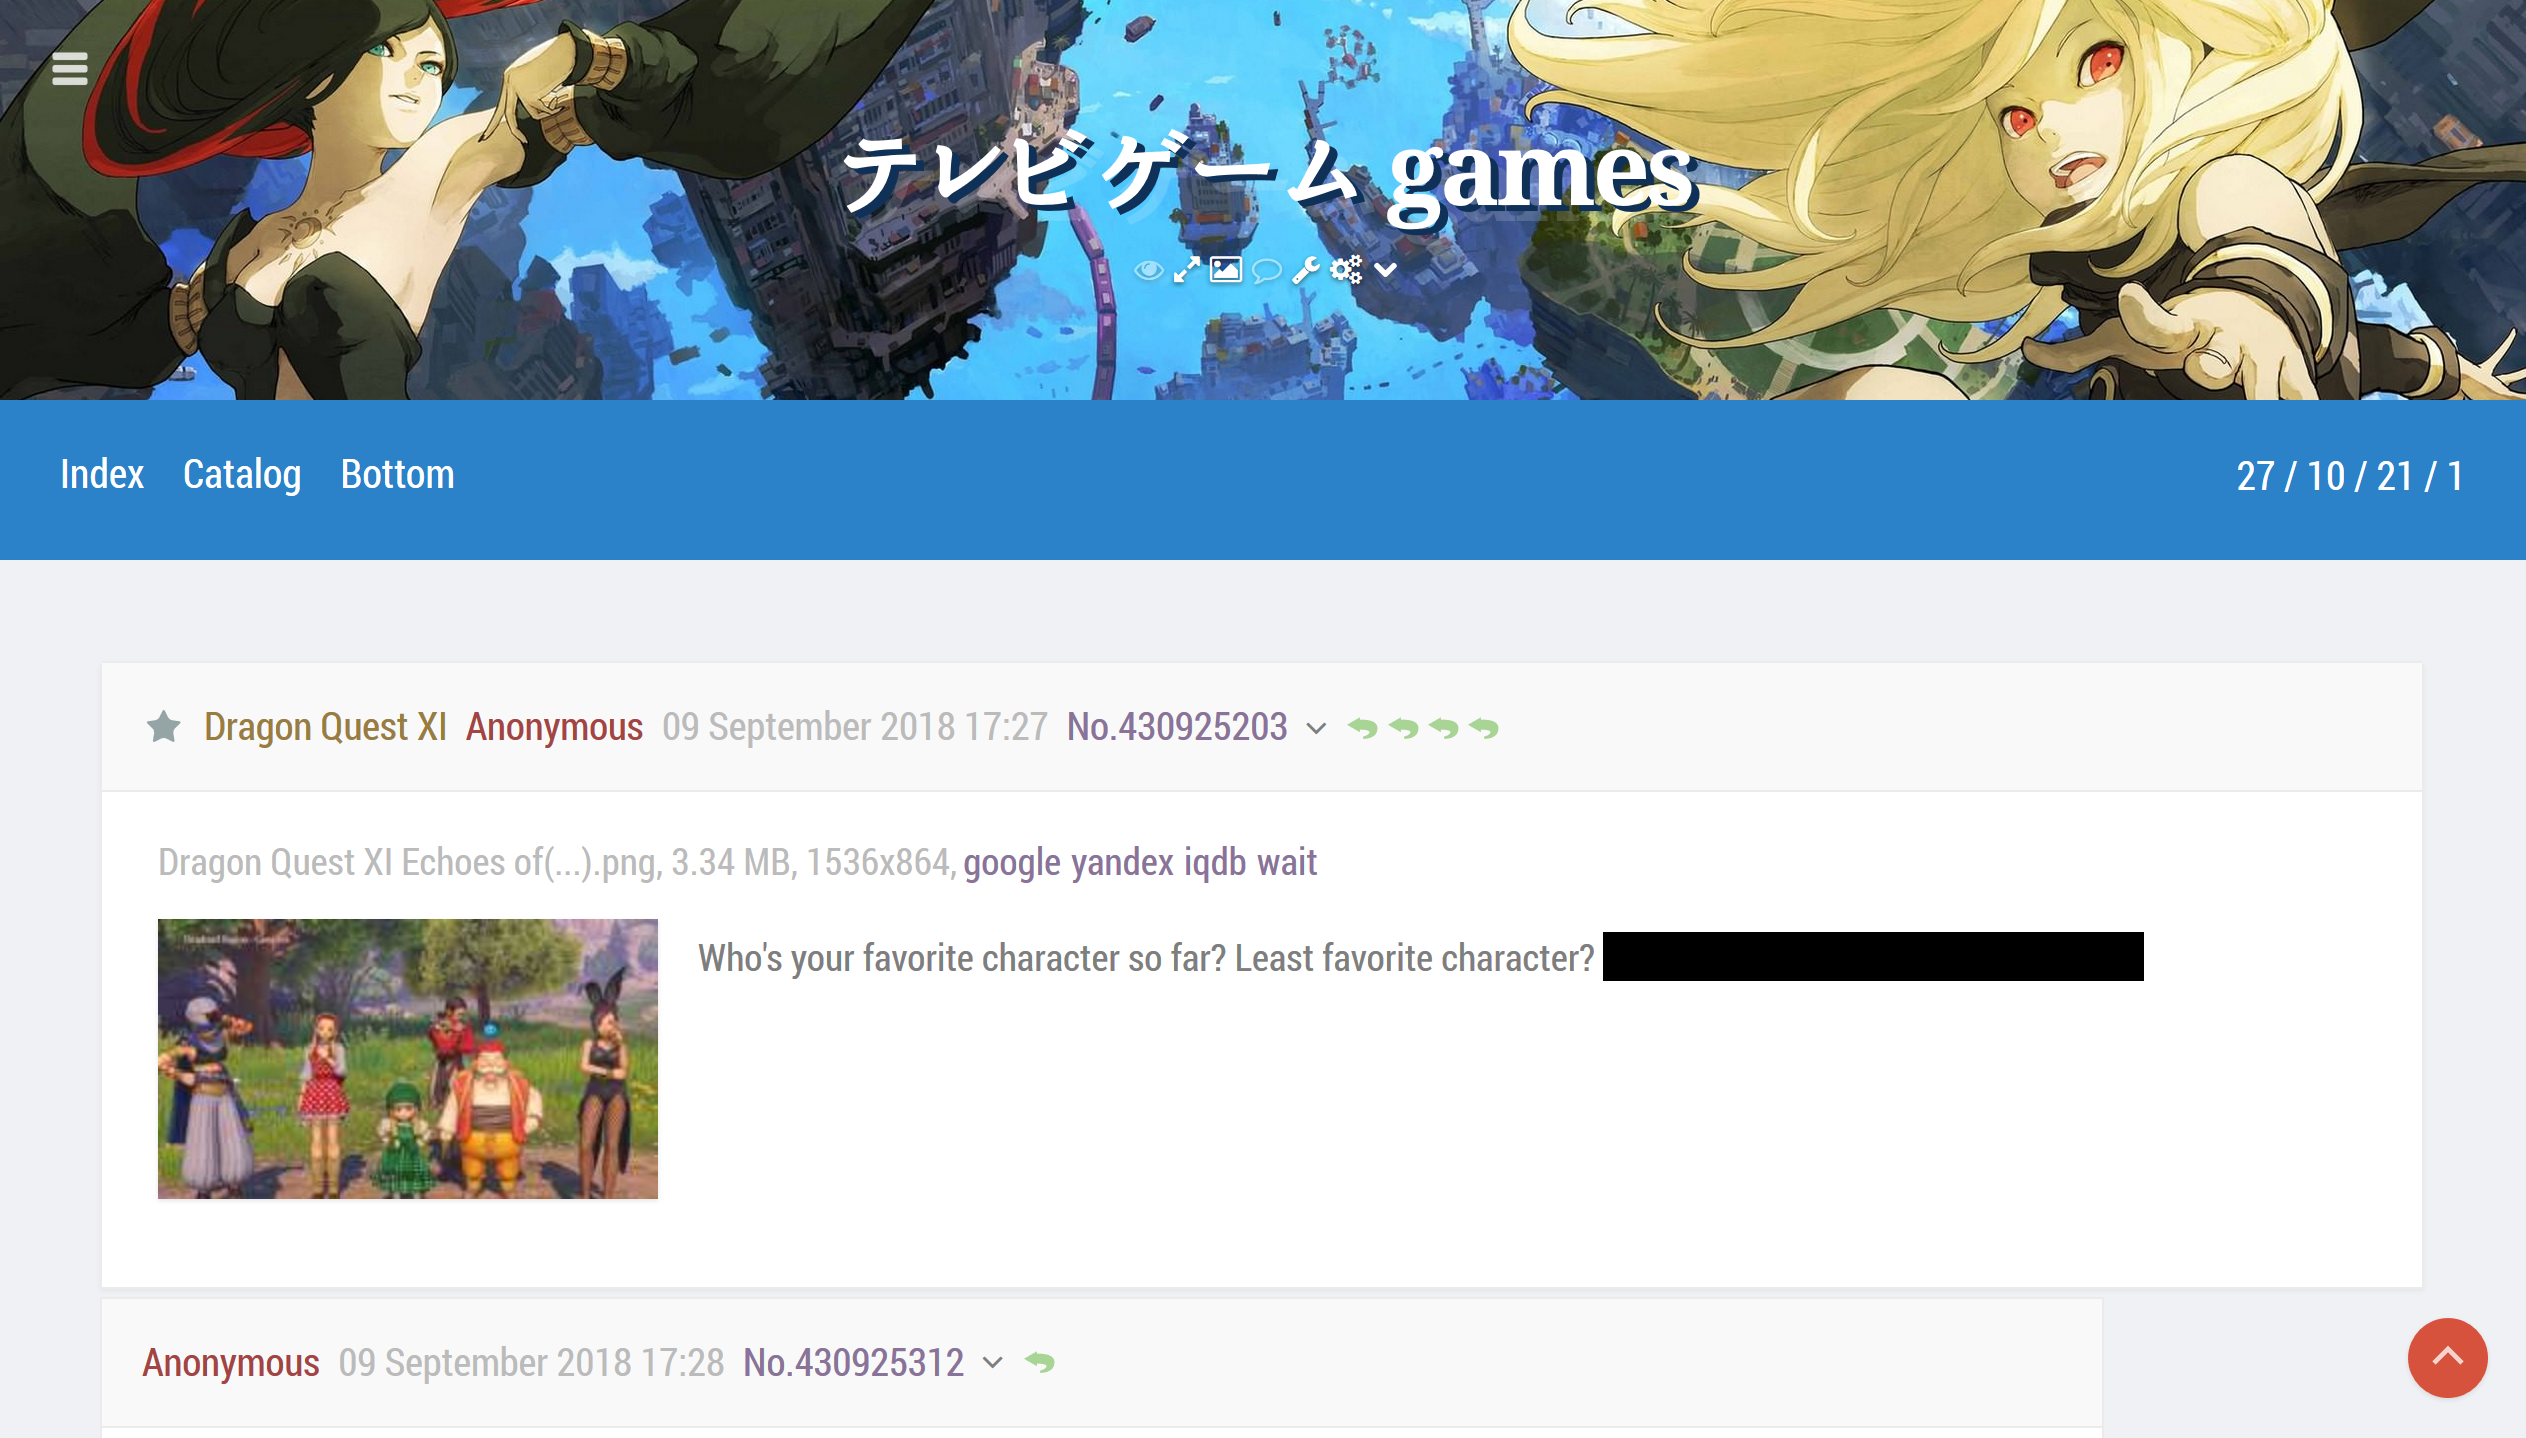 テレビゲーム games
Index Catalog Bottom 27 / 10 / 21 / 1
Dragon Quest XI Anonymous 09 September 2018 17:27 No.430925203
Dragon Quest XI Echoes of(...).png, 3.34 MB, 1536x864, google yandex iqdb wait
Who's your favorite character so far? Least favorite character?
Anonymous 09 September 2018 17:28 No.430925312